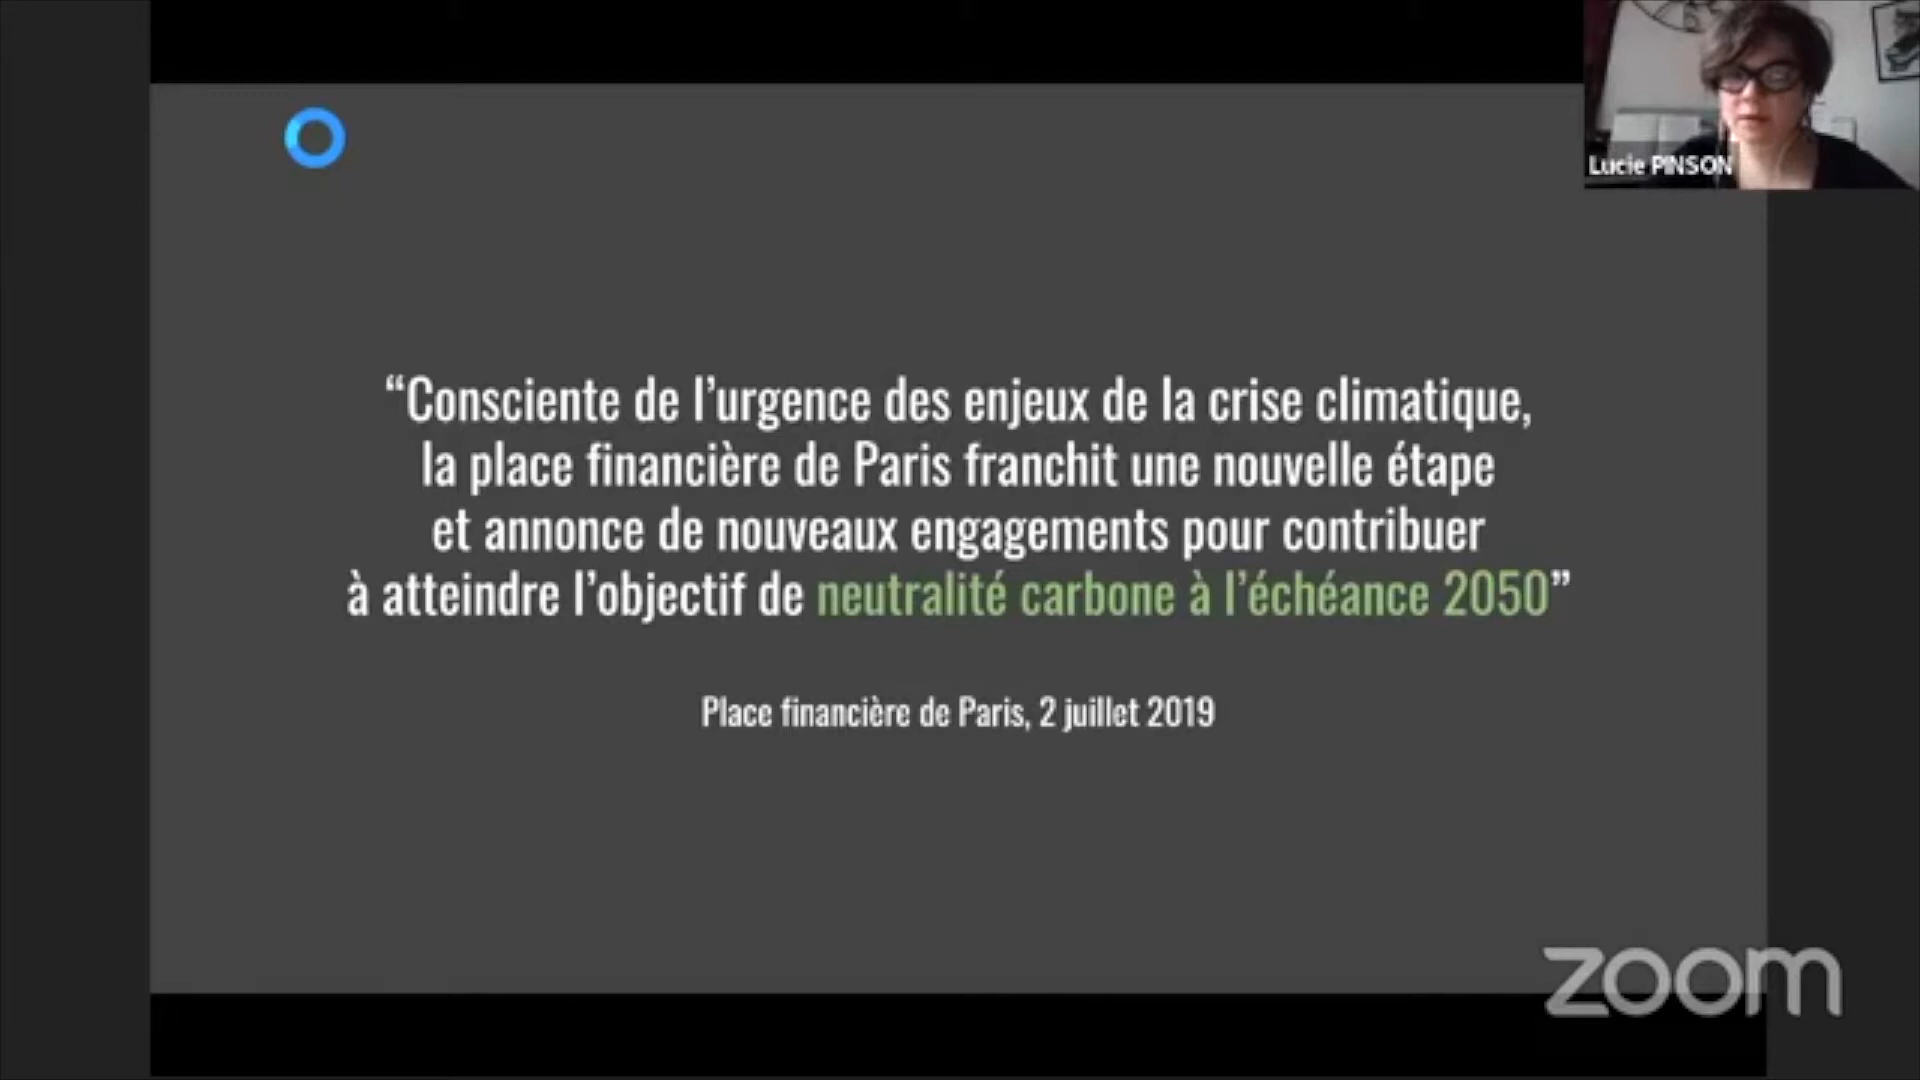 Lucie PINSON
“Consciente de l’urgence des enjeux de la crise climatique,
la place financière de Paris franchit une nouvelle étape
et annonce de nouveaux engagements pour contribuer
à atteindre l’objectif de neutralité carbone à l’échéance 2050”
Place financière de Paris, 2 juillet 2019
zoom